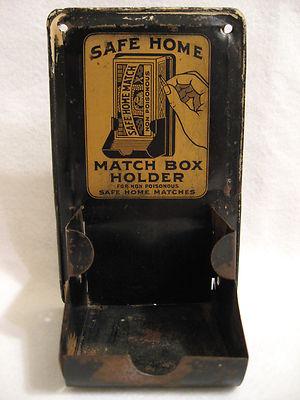 SAFE HOME
SAFE HOME MATCH
NON POISONOUS
MATCH BOX
HOLDER
FOR NON POISONOUS
SAFE HOME MATCHES